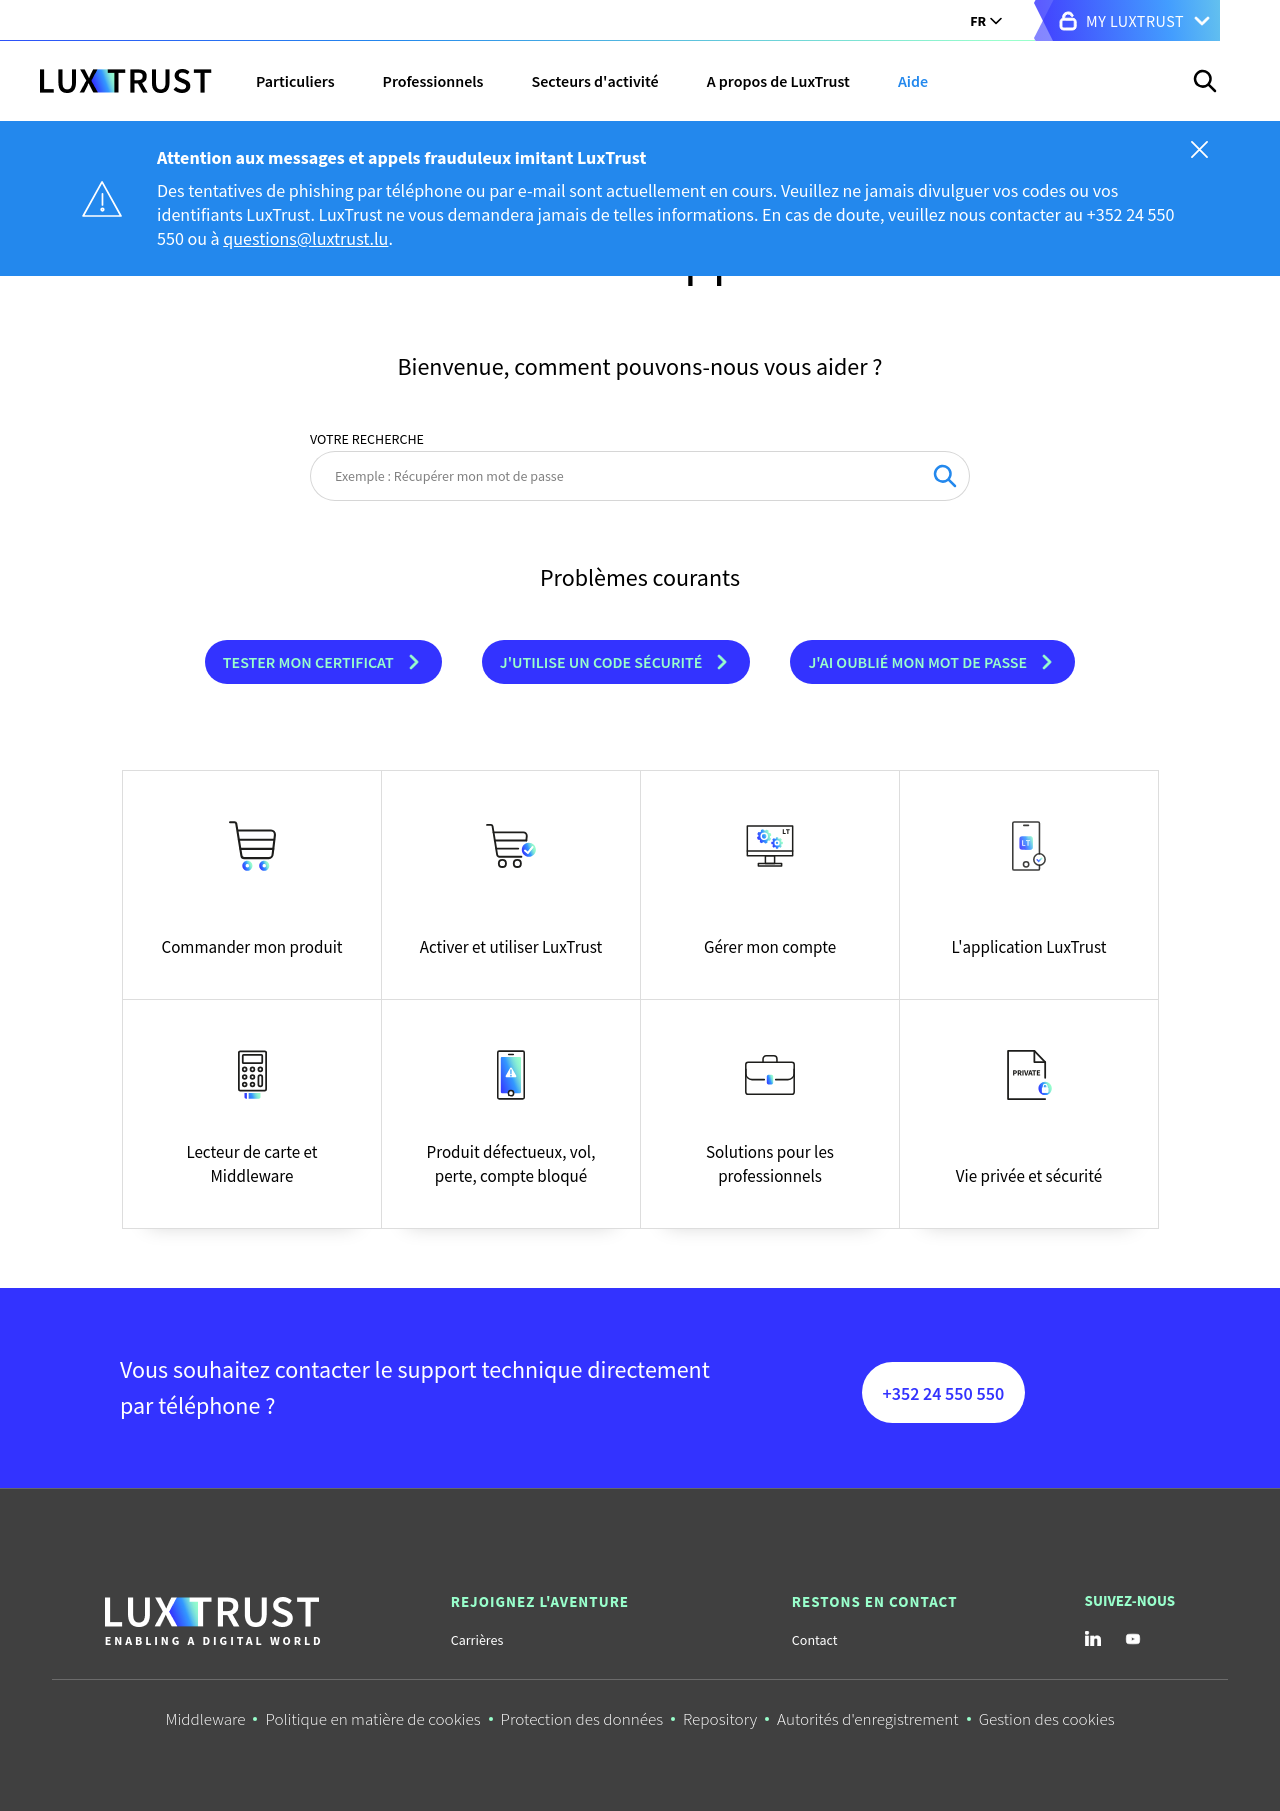 FR
MY LUXTRUST
LUXTRUST
Particuliers
Professionnels
Secteurs d'activité
A propos de LuxTrust
Aide
Attention aux messages et appels frauduleux imitant LuxTrust
Des tentatives de phishing par téléphone ou par e-mail sont actuellement en cours. Veuillez ne jamais divulguer vos codes ou vos
identifiants LuxTrust. LuxTrust ne vous demandera jamais de telles informations. En cas de doute, veuillez nous contacter au +352 24 550
550 ou à questions@luxtrust.lu.
Bienvenue, comment pouvons-nous vous aider ?
VOTRE RECHERCHE
Exemple : Récupérer mon mot de passe
Problèmes courants
TESTER MON CERTIFICAT
J'UTILISE UN CODE SÉCURITÉ
J'AI OUBLIÉ MON MOT DE PASSE
LT
LT
Commander mon produit
Activer et utiliser LuxTrust
Gérer mon compte
L'application LuxTrust
PRIVATE
Lecteur de carte et
Middleware
Produit défectueux, vol,
perte, compte bloqué
Solutions pour les
professionnels
Vie privée et sécurité
Vous souhaitez contacter le support technique directement
par téléphone ?
+352 24 550 550
LUXTRUST
ENABLING A DIGITAL WORLD
REJOIGNEZ L'AVENTURE
Carrières
RESTONS EN CONTACT
Contact
SUIVEZ-NOUS
in
Middleware • Politique en matière de cookies • Protection des données • Repository • Autorités d'enregistrement • Gestion des cookies